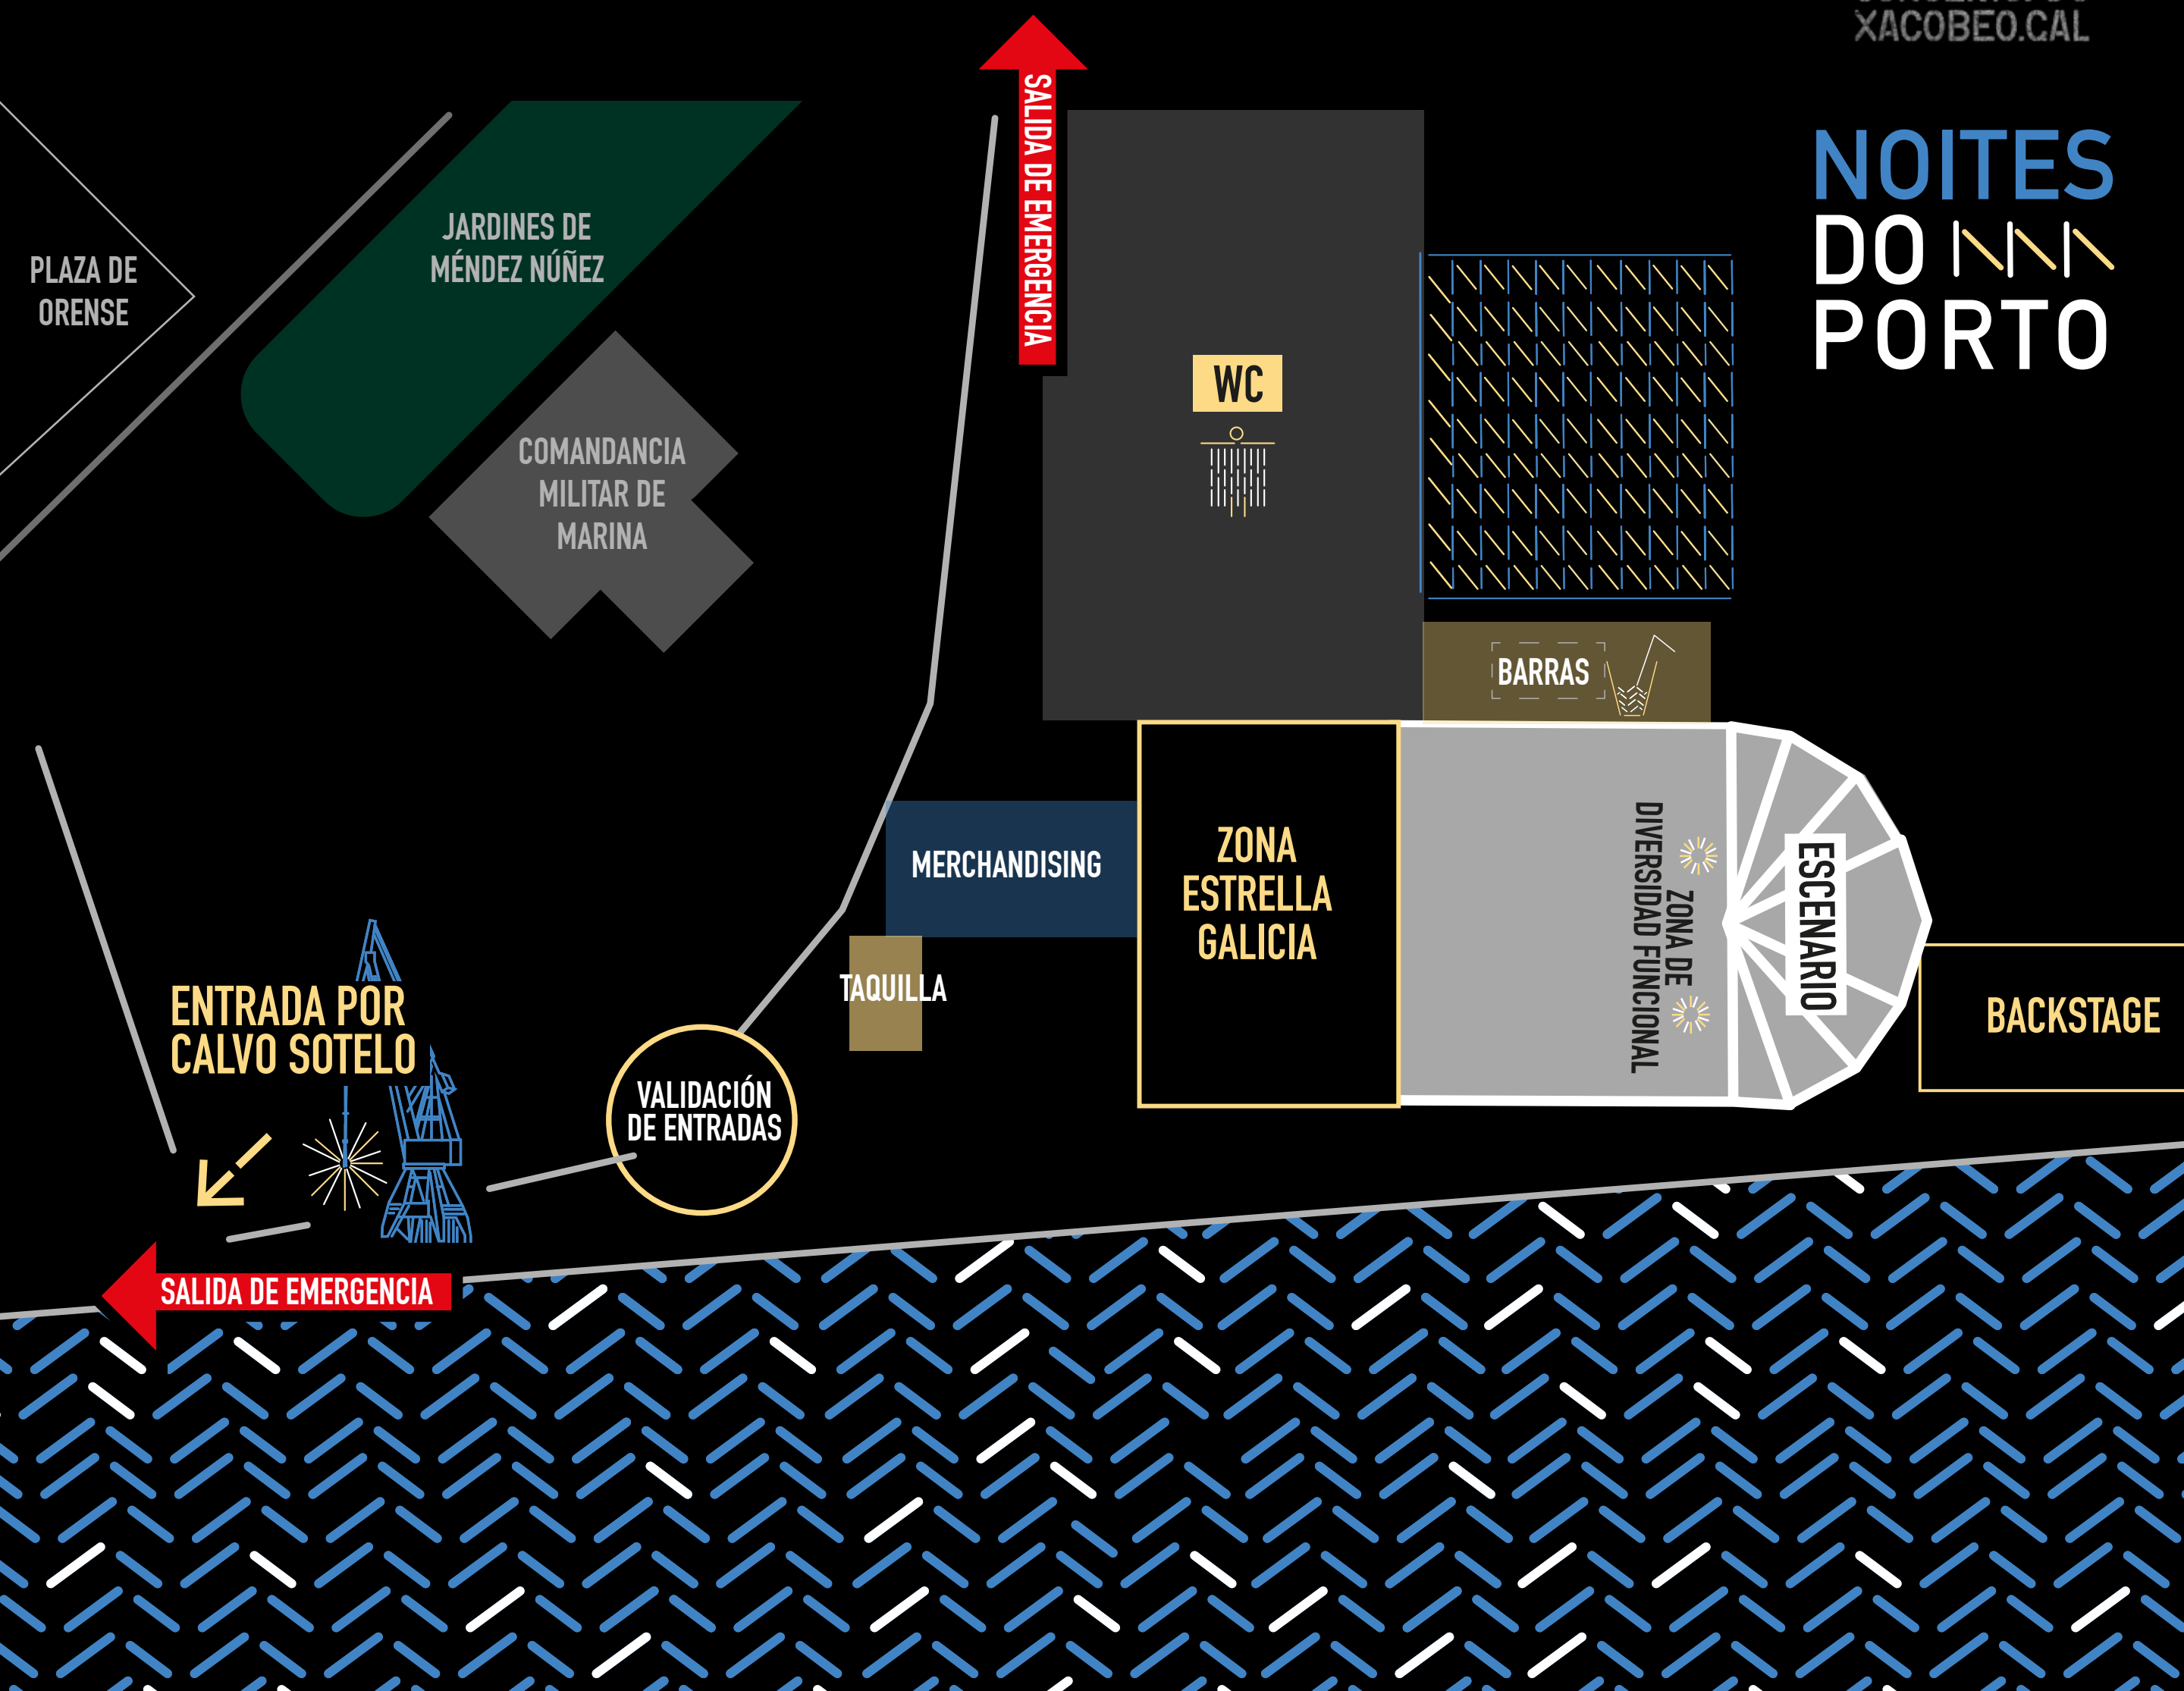 XACOBEO.GAL
NOITES
DO
PORTO
SALIDA DE EMERGENCIA
JARDINES DE
MÉNDEZ NÚÑEZ
PLAZA DE
ORENSE
WC
COMANDANCIA
MILITAR DE
MARINA
BARRAS
MERCHANDISING
ZONA
ESTRELLA
GALICIA
ZONA DE
DIVERSIDAD FUNCIONAL
ESCENARIO
BACKSTAGE
TAQUILLA
ENTRADA POR
CALVO SOTELO
VALIDACIÓN
DE ENTRADAS
SALIDA DE EMERGENCIA